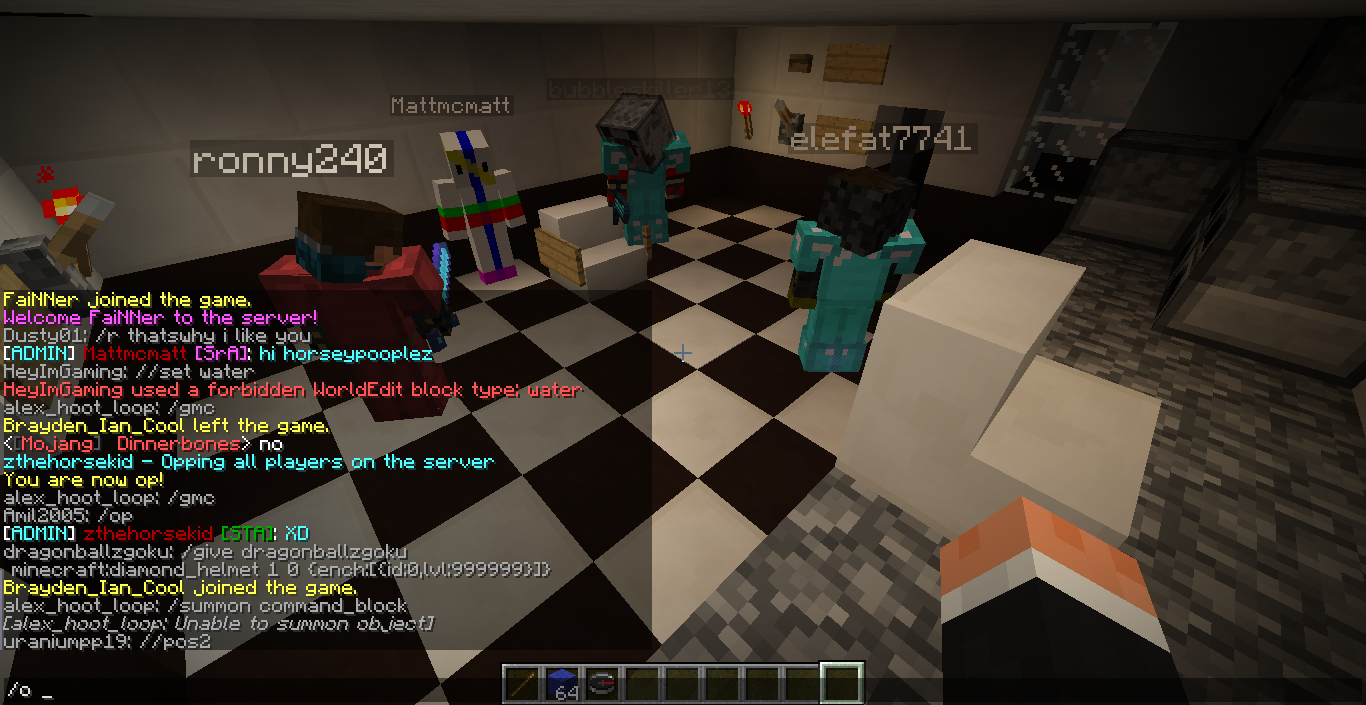 Mattmcmatt
bubbleskiller13
ronny240
elefat7741
FaiNNer joined the game.
Welcome FaiNNer to the server!
Dusty01: /r thatswhy i like you
[ADMIN] Mattmcmatt [SrA]: hi horseypooplez
HeyImGaming: //set water
HeyImGaming used a forbidden WorldEdit block type: water
alex_hoot_loop: /gmc
Brayden_Ian_Cool left the game.
<[Mojang] Dinnerbones> no
zthehorsekid - Opping all players on the server
You are now op!
alex_hoot_loop: /gmc
Amil2005: /op
[ADMIN] zthehorsekid [STA]: XD
dragonballzgoku: /give dragonballzgoku
minecraft:diamond_helmet 1 0 {ench:[{id:0,lvl:9999999}]}
Brayden_Ian_Cool joined the game.
alex_hoot_loop: /summon command_block
[alex_hoot_loop: Unable to summon object]
uraniumpp19: //pos2
64
/o _